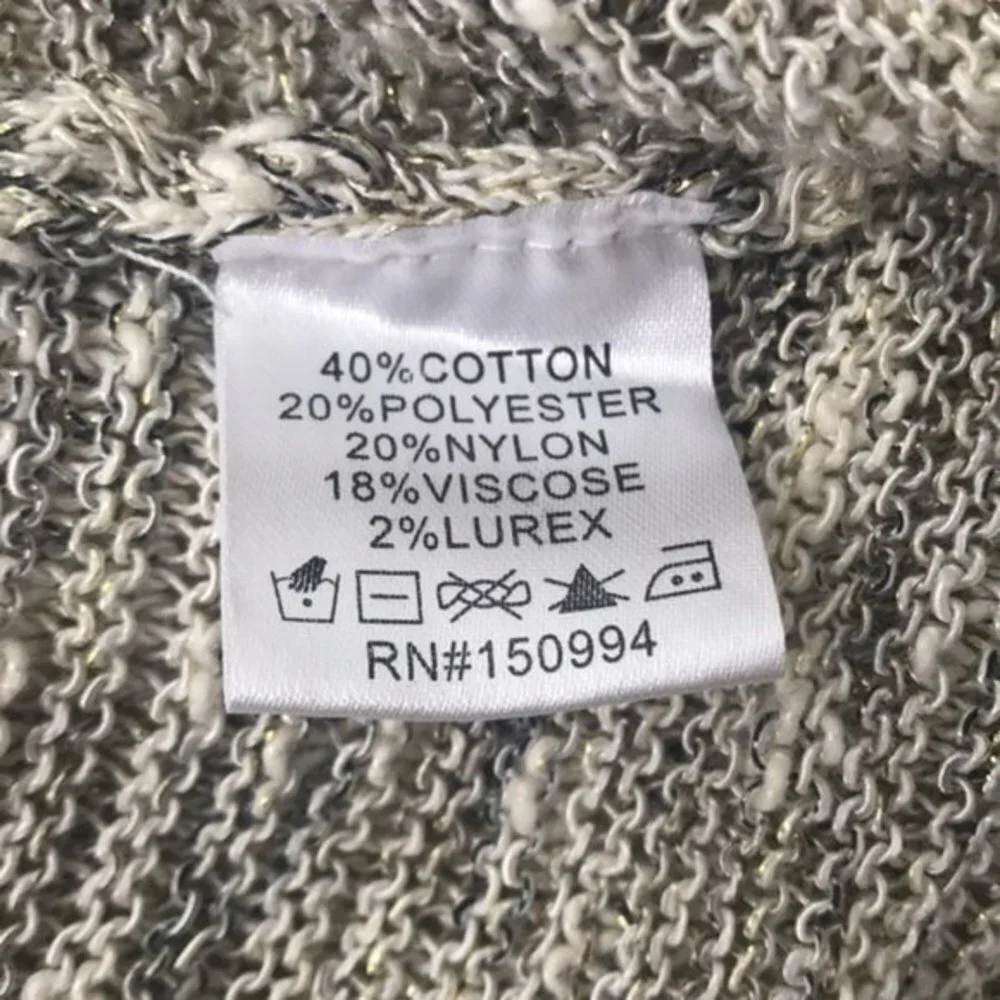 40%COTTON
20%POLYESTER
20%NYLON
18%VISCOSE
2%LUREX
RN#150994